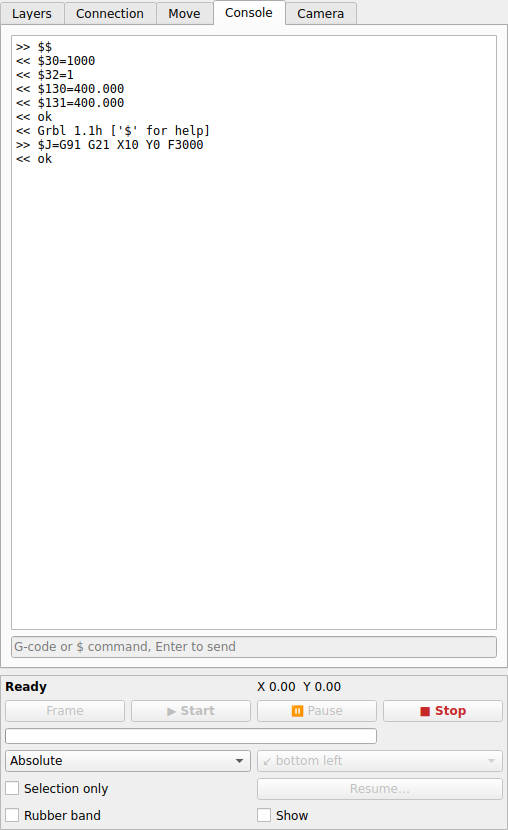 Layers Connection Move Console Camera
>> $$
<< $30=1000
<< $32=1
<< $130=400.000
<< $131=400.000
<< ok
<< Grbl 1.1h ['$' for help]
>> $J=G91 G21 X10 Y0 F3000
<< ok
G-code or $ command, Enter to send
Ready X 0.00 Y 0.00
Frame ▶ Start ⏸ Pause ■ Stop
Absolute ↙ bottom left
Selection only Resume...
Rubber band Show